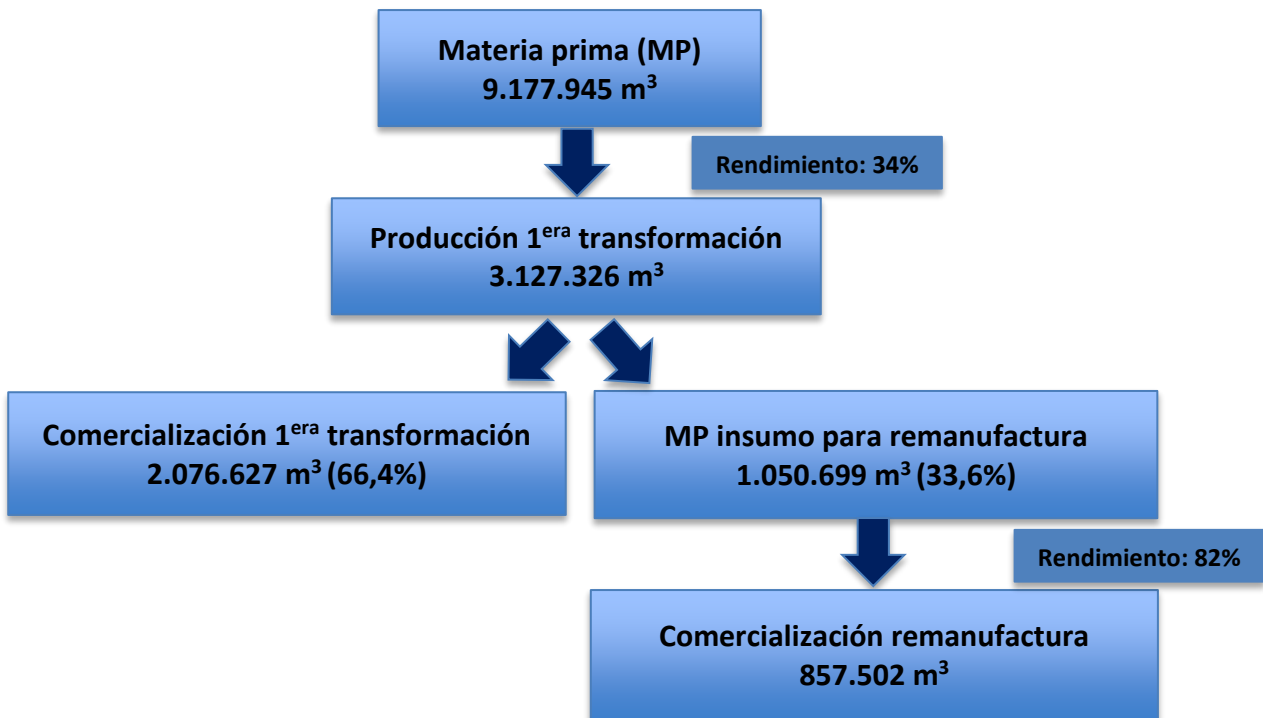 Materia prima (MP)
9.177.945 m³
Rendimiento: 34%
Producción 1ᵉʳᵃ transformación
3.127.326 m³
Comercialización 1ᵉʳᵃ transformación
2.076.627 m³ (66,4%)
MP insumo para remanufactura
1.050.699 m³ (33,6%)
Rendimiento: 82%
Comercialización remanufactura
857.502 m³